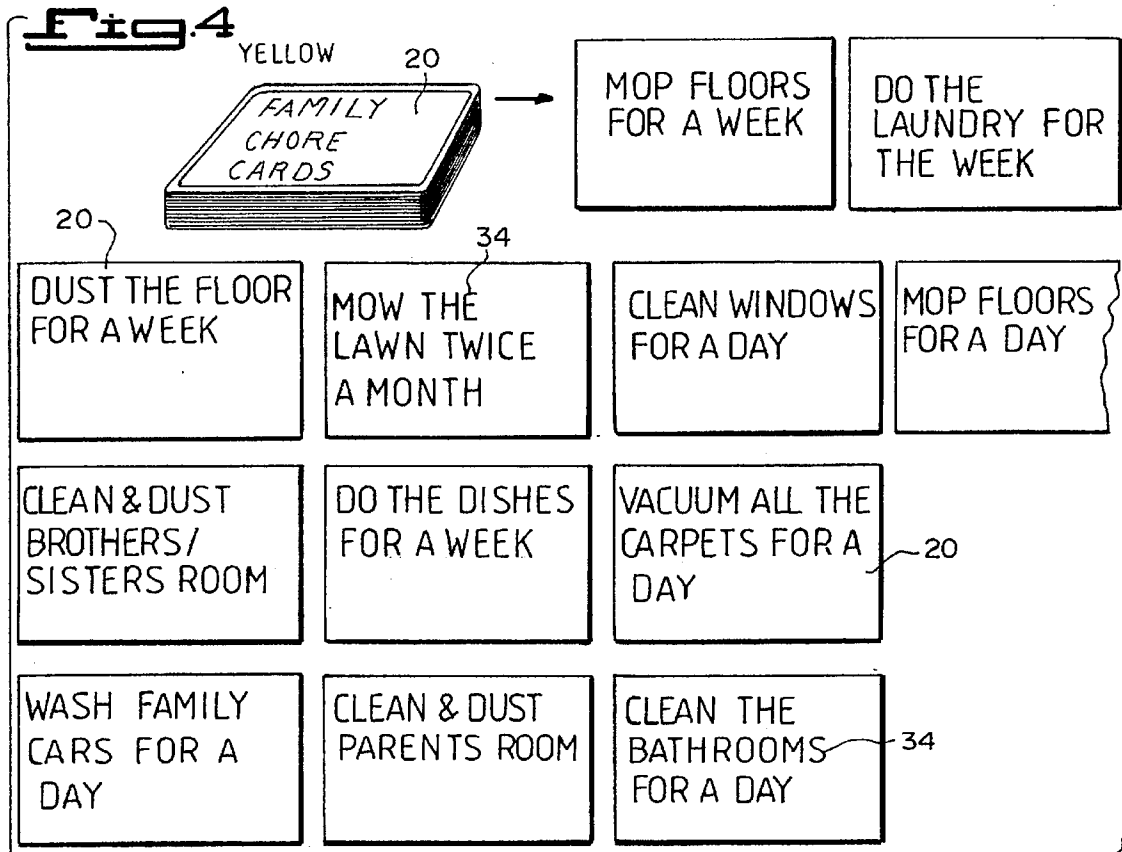 Fig.4
YELLOW
20
FAMILY
CHORE
CARDS
MOP FLOORS
FOR A WEEK
DO THE
LAUNDRY FOR
THE WEEK
20
DUST THE FLOOR
FOR A WEEK
34
MOW THE
LAWN TWICE
A MONTH
CLEAN WINDOWS
FOR A DAY
MOP FLOORS
FOR A DAY
CLEAN & DUST
BROTHERS/
SISTERS ROOM
DO THE DISHES
FOR A WEEK
VACUUM ALL THE
CARPETS FOR A
DAY
20
WASH FAMILY
CARS FOR A
DAY
CLEAN & DUST
PARENTS ROOM
CLEAN THE
BATHROOMS
FOR A DAY
34